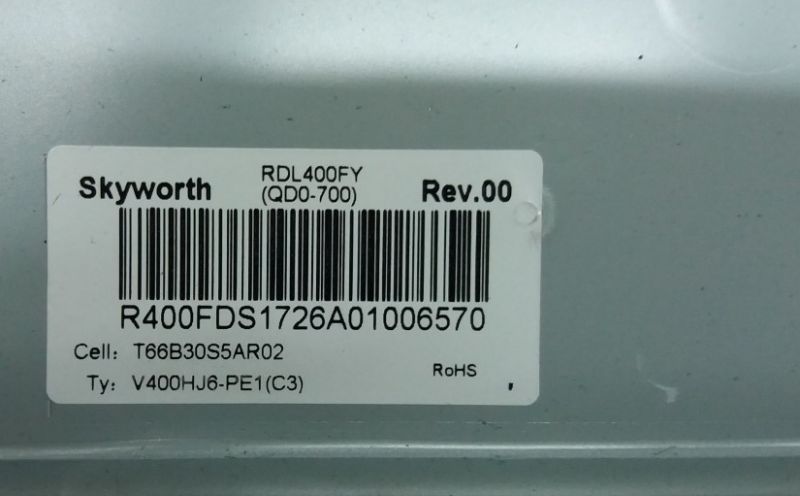 Skyworth RDL400FY Rev.00
(QD0-700)
R400FDS1726A01006570
Cell: T66B30S5AR02
Ty: V400HJ6-PE1(C3)
RoHS